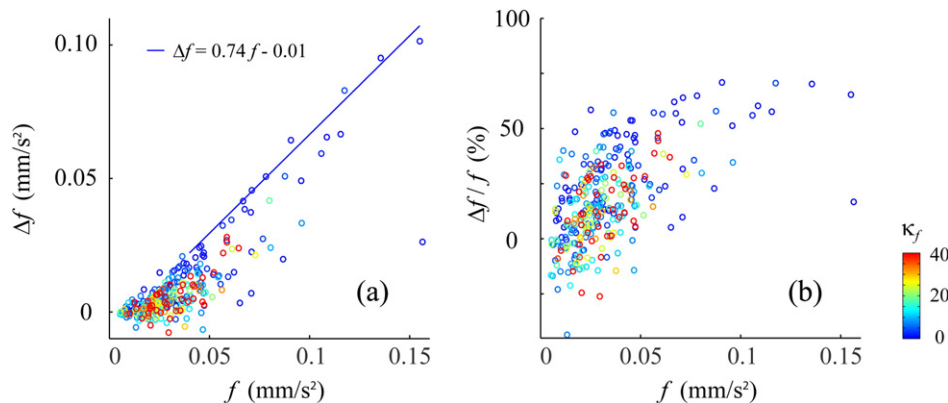 Δf = 0.74 f - 0.01
0.10
0.05
0
Δf (mm/s²)
0 0.05 0.1 0.15
f (mm/s²)
(a)
100
50
0
Δf / f (%)
0 0.05 0.1 0.15
f (mm/s²)
(b)
κf
40
20
0